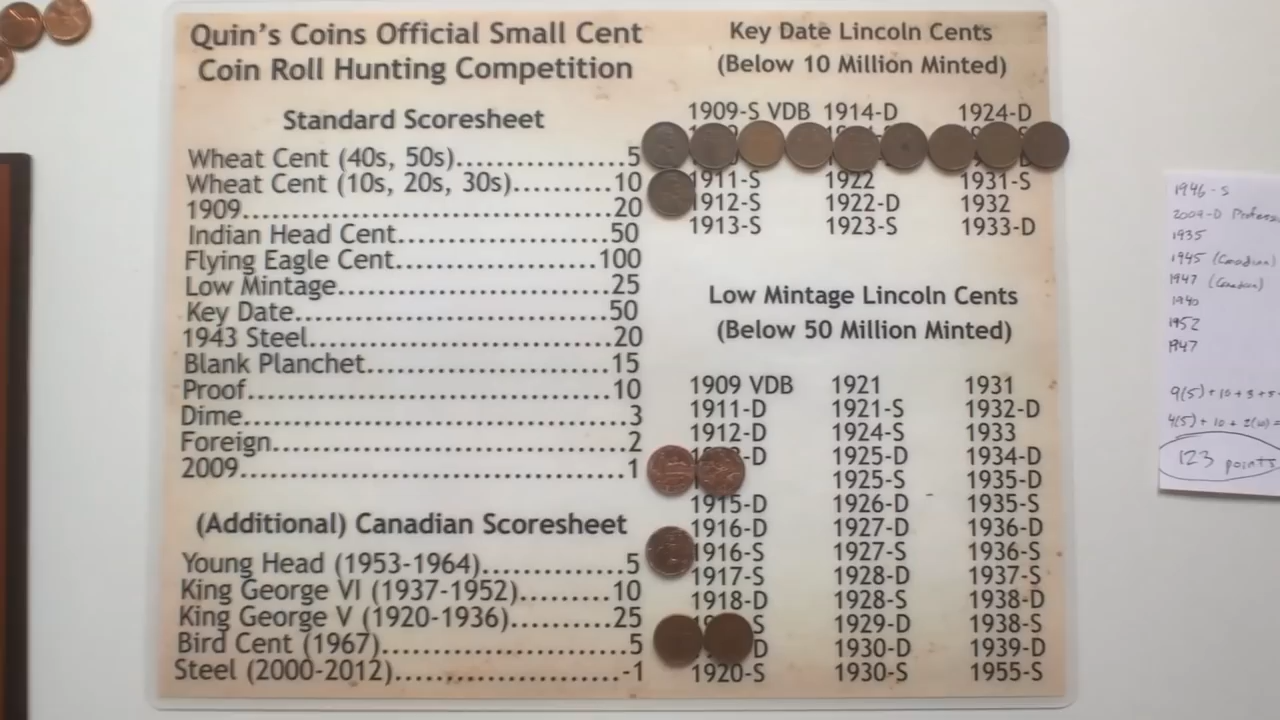 Quin's Coins Official Small Cent
Coin Roll Hunting Competition
Standard Scoresheet
Wheat Cent (40s, 50s)....................5
Wheat Cent (10s, 20s, 30s)............10
1909............................................20
Indian Head Cent.........................50
Flying Eagle Cent........................100
Low Mintage.................................25
Key Date.......................................50
1943 Steel....................................20
Blank Planchet..............................15
Proof............................................10
Dime..............................................3
Foreign..........................................2
2009..............................................1
(Additional) Canadian Scoresheet
Young Head (1953-1964)................5
King George VI (1937-1952)...........10
King George V (1920-1936)............25
Bird Cent (1967)............................5
Steel (2000-2012).........................-1
Key Date Lincoln Cents
(Below 10 Million Minted)
1909-S VDB 1914-D 1924-D
1911-S 1922 1931-S
1912-S 1922-D 1932
1913-S 1923-S 1933-D
Low Mintage Lincoln Cents
(Below 50 Million Minted)
1909 VDB 1921 1931
1911-D 1921-S 1932-D
1912-D 1924-S 1933
-D 1925-D 1934-D
1925-S 1935-D
1915-D 1926-D 1935-S
1916-D 1927-D 1936-D
1916-S 1927-S 1936-S
1917-S 1928-D 1937-S
1918-D 1928-S 1938-D
S 1929-D 1938-S
D 1930-D 1939-D
1920-S 1930-S 1955-S
1946-S
2009-D
1935
1945 (Canadian)
1947 (Canadian)
1940
1952
1947
123 points